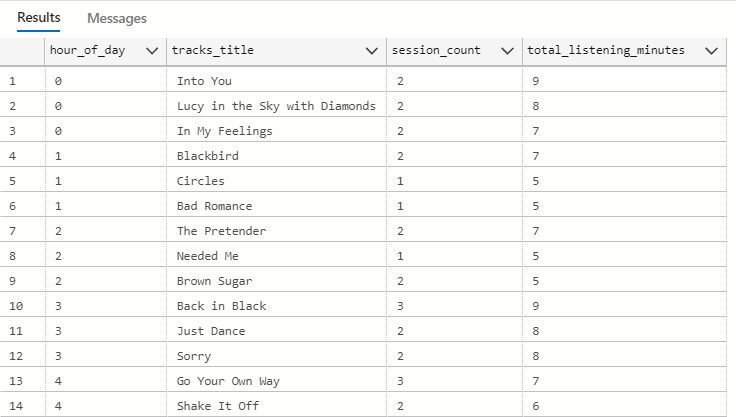 Results Messages
hour_of_day tracks_title session_count total_listening_minutes
1 0 Into You 2 9
2 0 Lucy in the Sky with Diamonds 2 8
3 0 In My Feelings 2 7
4 1 Blackbird 2 7
5 1 Circles 1 5
6 1 Bad Romance 1 5
7 2 The Pretender 2 7
8 2 Needed Me 1 5
9 2 Brown Sugar 2 5
10 3 Back in Black 3 9
11 3 Just Dance 2 8
12 3 Sorry 2 8
13 4 Go Your Own Way 3 7
14 4 Shake It Off 2 6